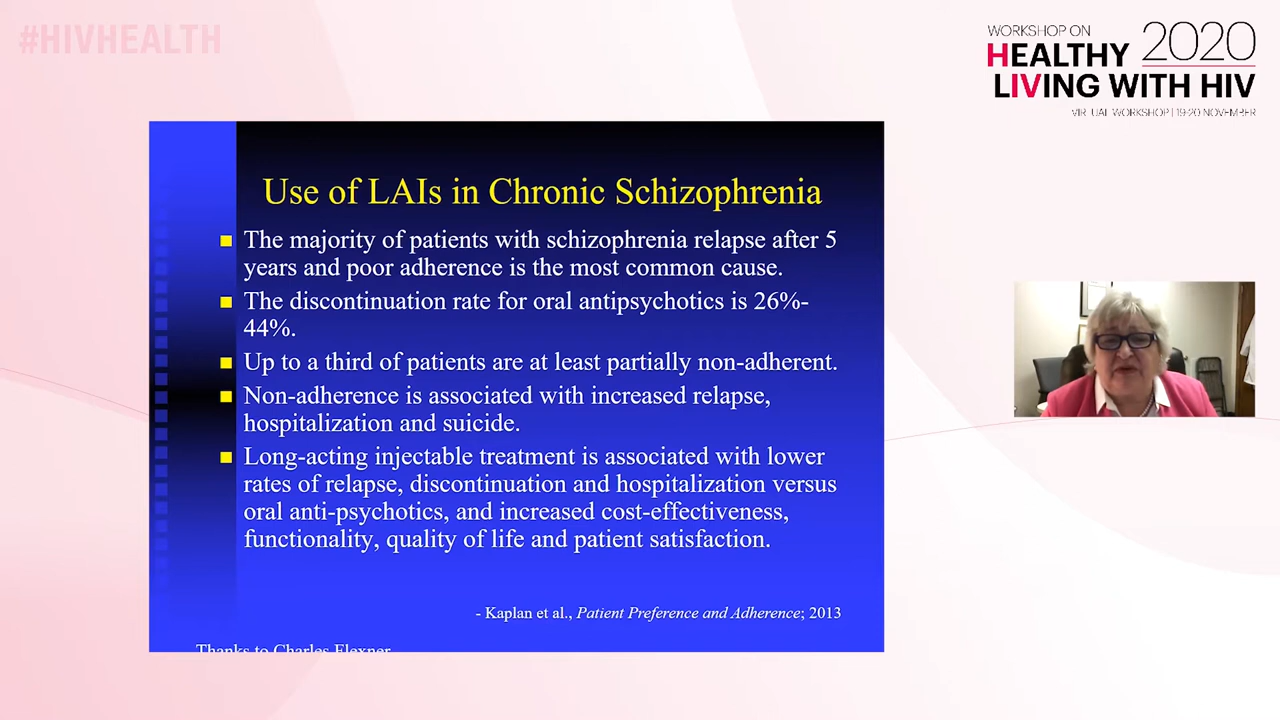 #HIVHEALTH
WORKSHOP ON
HEALTHY 2020
LIVING WITH HIV
VIRTUAL WORKSHOP | 19-20 NOVEMBER
Use of LAIs in Chronic Schizophrenia
The majority of patients with schizophrenia relapse after 5
years and poor adherence is the most common cause.
The discontinuation rate for oral antipsychotics is 26%-
44%.
Up to a third of patients are at least partially non-adherent.
Non-adherence is associated with increased relapse,
hospitalization and suicide.
Long-acting injectable treatment is associated with lower
rates of relapse, discontinuation and hospitalization versus
oral anti-psychotics, and increased cost-effectiveness,
functionality, quality of life and patient satisfaction.
- Kaplan et al., Patient Preference and Adherence; 2013
Thanks to Charles Flexner